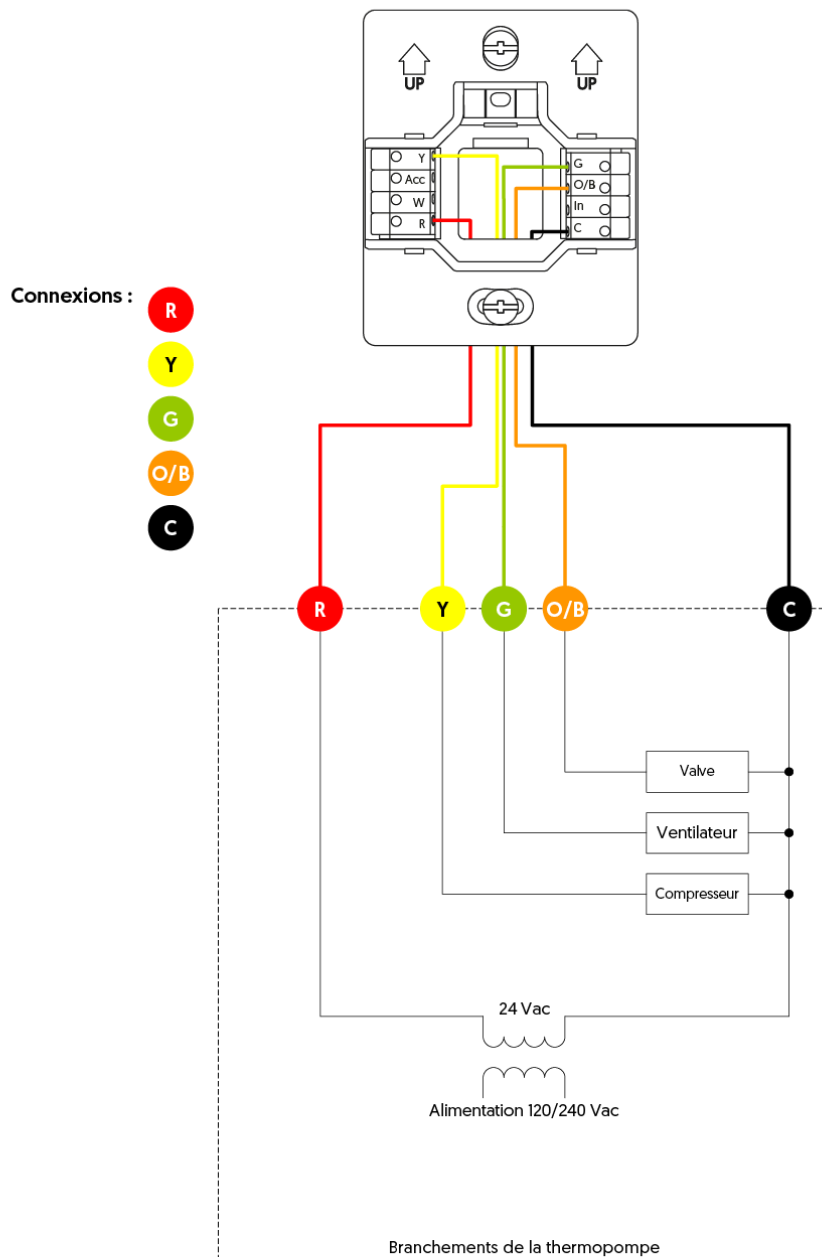 UP UP
Y G
Acc O/B
W In
R C
Connexions :
R
Y
G
O/B
C
R Y G O/B C
Valve
Ventilateur
Compresseur
24 Vac
Alimentation 120/240 Vac
Branchements de la thermopompe